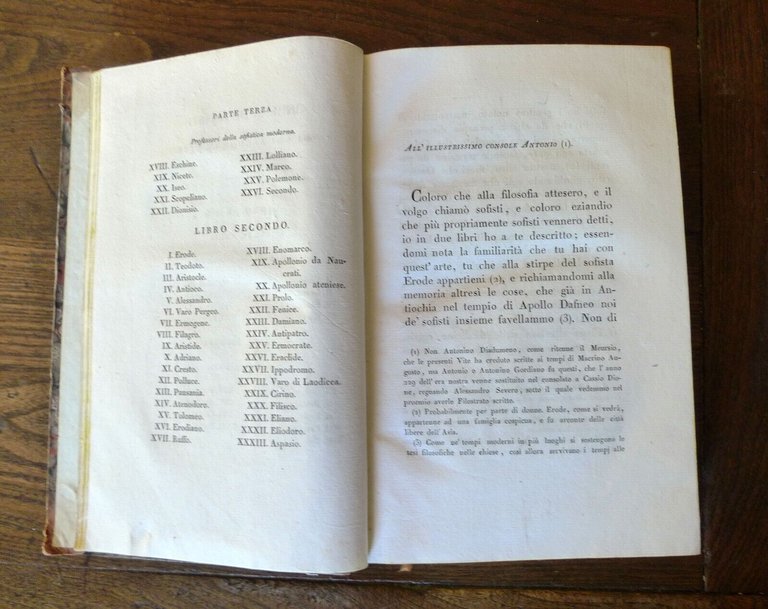 PARTE TERZA
Professori della sofistica moderna.
XVIII. Eschine.
XIX. Niceto.
XX. Iseo.
XXI. Scopeliano.
XXII. Dionisio.
XXIII. Lolliano.
XXIV. Marco.
XXV. Polemone.
XXVI. Secondo.
LIBRO SECONDO.
I. Erode.
II. Teodoto.
III. Aristocle.
IV. Antioco.
V. Alessandro.
VI. Varo Pergeo.
VII. Ermogene.
VIII. Filagro.
IX. Aristide.
X. Adriano.
XI. Cresto.
XII. Polluce.
XIII. Pausania.
XIV. Atenodoro.
XV. Tolomeo.
XVI. Erodiano.
XVII. Ruffo.
XVIII. Enomarco.
XIX. Apollonio da Nau-
crati.
XX. Apollonio ateniese.
XXI. Prolo.
XXII. Fenice.
XXIII. Damiano.
XXIV. Antipatro.
XXV. Ermocrate.
XXVI. Eraclide.
XXVII. Ippodromo.
XXVIII. Varo di Laodicea.
XXIX. Cirino.
XXX. Filisco.
XXXI. Eliano.
XXXII. Eliodoro.
XXXIII. Aspasio.
ALL' ILLUSTRISSIMO CONSOLE ANTONIO (1).
Coloro che alla filosofia attesero, e il
volgo chiamò sofisti, e coloro eziandio
che più propriamente sofisti vennero detti,
io in due libri ho a te descritto; essen-
domi nota la familiarità che tu hai con
quest' arte, tu che alla stirpe del sofista
Erode appartieni (2), e richiamandomi alla
memoria altresì le cose, che già in An-
tiochia nel tempio di Apollo Dafneo noi
de' sofisti insieme favellammo (3). Non di
(1) Non Antonino Diadumeno, come ritenne il Meursio,
che le presenti Vite ha creduto scritte ai tempi di Macrino Au-
gusto, ma Antonio o Antonino Gordiano fu questi, che l' anno
229 dell' era nostra venne sostituito nel consolato a Cassio Dio-
ne, regnando Alessandro Severo, sotto il quale vedemmo nel
proemio averle Filostrato scritte.
(2) Probabilmente per parte di donne. Erode, come si vedrà,
appartenne ad una famiglia cospicua, e fu arconte delle città
libere dell' Asia.
(3) Come ne' tempi moderni in più luoghi si sostengono le
tesi filosofiche nelle chiese, così allora servivano i tempj alle